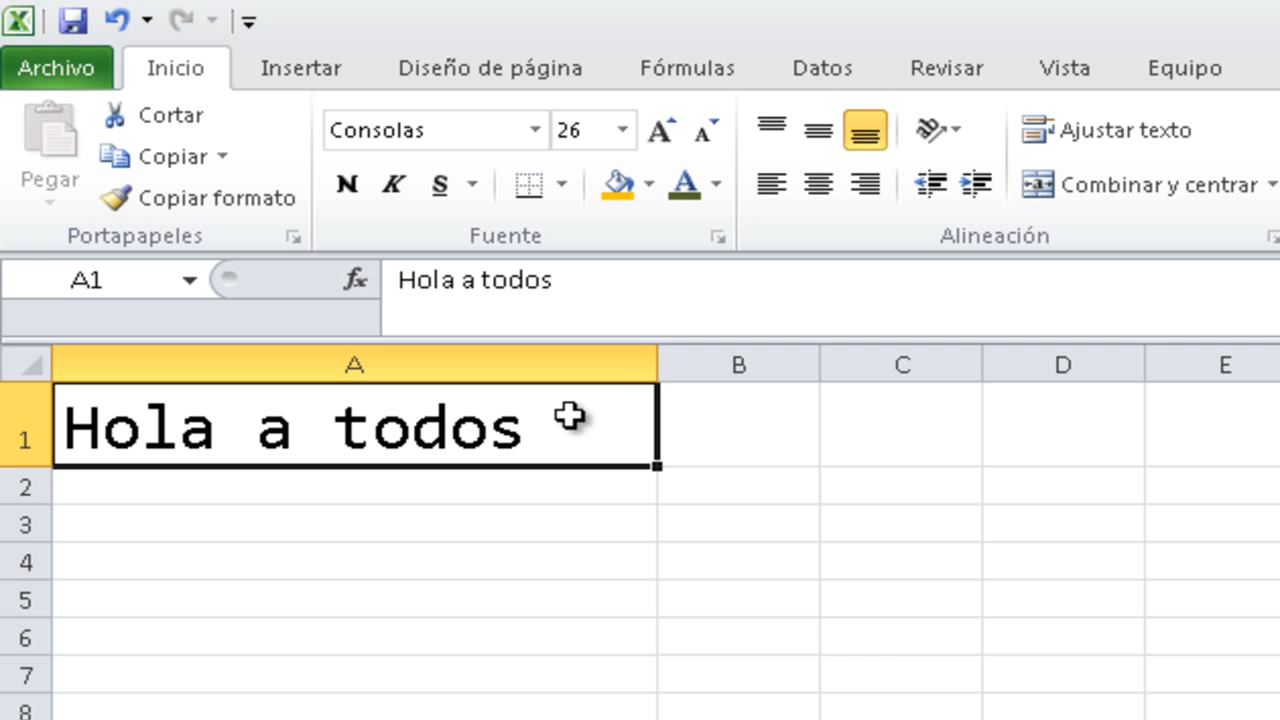 Archivo Inicio Insertar Diseño de página Fórmulas Datos Revisar Vista Equipo
Pegar
Cortar
Copiar
Copiar formato
Portapapeles
Consolas 26 A A
N K S A
Fuente
ab
Ajustar texto
a Combinar y centrar
Alineación
A1 fx Hola a todos
A B C D E
1 Hola a todos
2
3
4
5
6
7
8